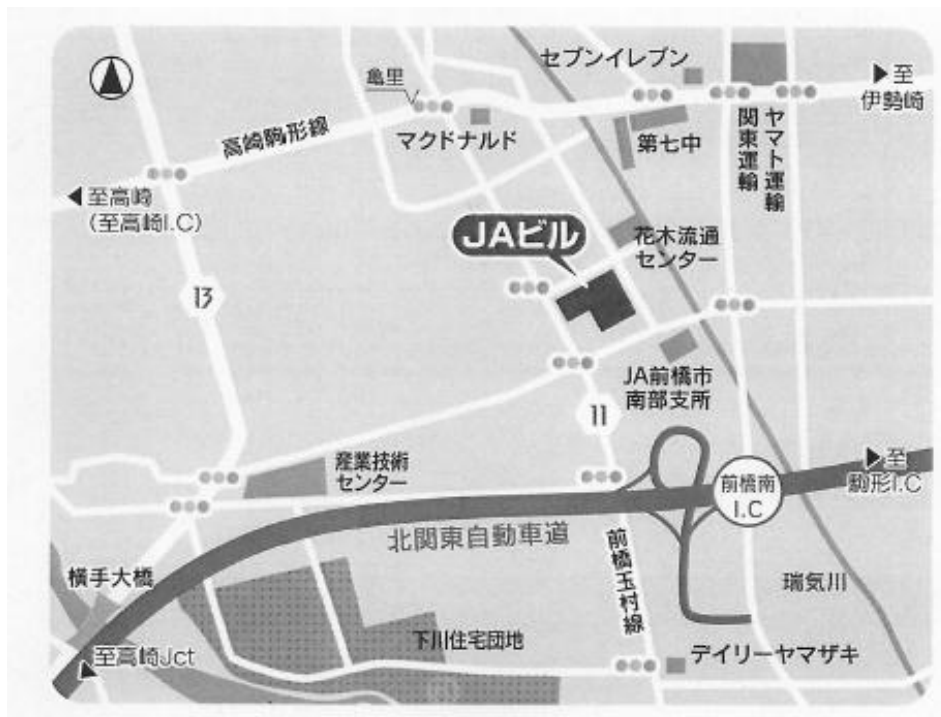 セブンイレブン
至
伊勢崎
亀里
マクドナルド
高崎駒形線
第七中
関東運輸
ヤマト運輸
至高崎
(至高崎I.C)
JAビル
花木流通
センター
13
JA前橋市
南部支所
11
産業技術
センター
前橋南
I.C
至
駒形I.C
北関東自動車道
前橋玉村線
横手大橋
瑞気川
下川住宅団地
至高崎Jct
デイリーヤマザキ